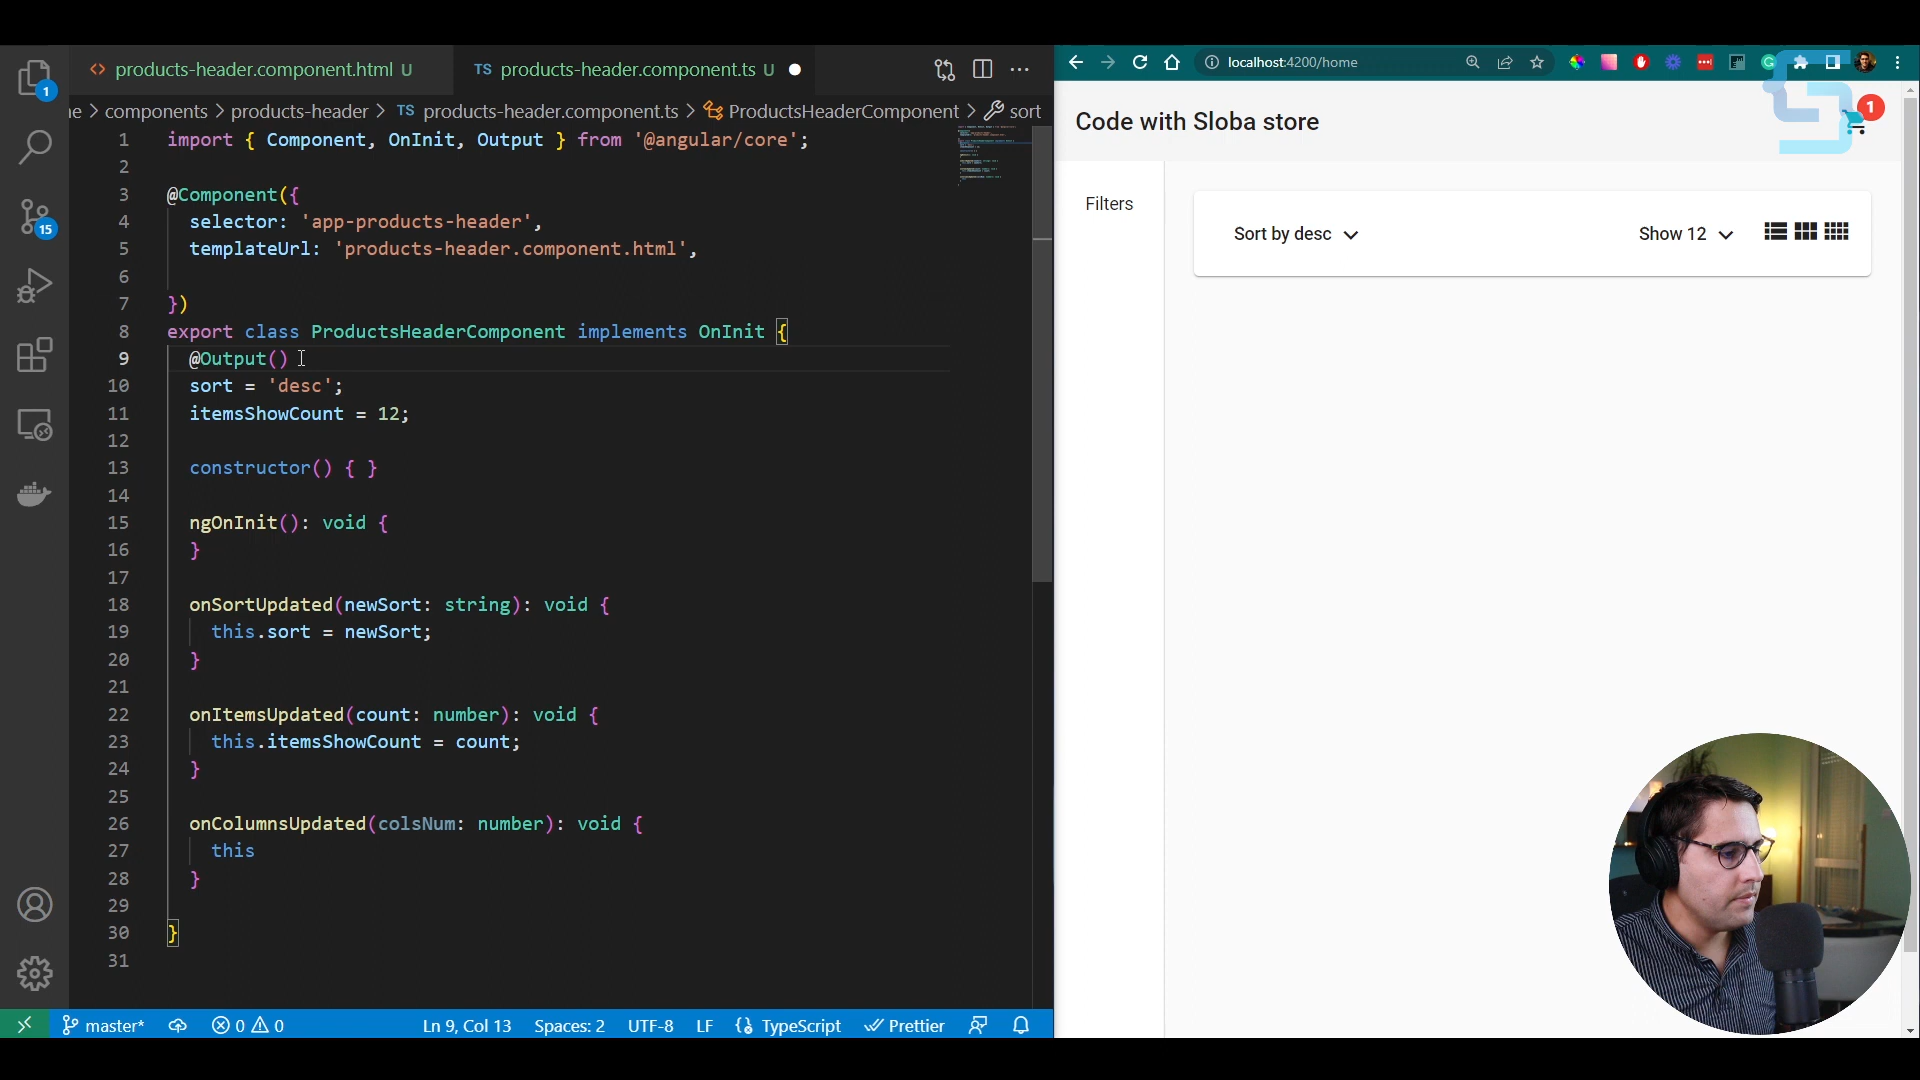 products-header.component.html U
TS products-header.component.ts U
components > products-header > TS products-header.component.ts > ProductsHeaderComponent > sort
1 import { Component, OnInit, Output } from '@angular/core';
2
3 @Component({
4 selector: 'app-products-header',
5 templateUrl: 'products-header.component.html',
6
7 })
8 export class ProductsHeaderComponent implements OnInit {
9 @Output()
10 sort = 'desc';
11 itemsShowCount = 12;
12
13 constructor() { }
14
15 ngOnInit(): void {
16 }
17
18 onSortUpdated(newSort: string): void {
19 this.sort = newSort;
20 }
21
22 onItemsUpdated(count: number): void {
23 this.itemsShowCount = count;
24 }
25
26 onColumnsUpdated(colsNum: number): void {
27 this
28 }
29
30 }
31
1
15
master* 0 0 Ln 9, Col 13 Spaces: 2 UTF-8 LF {} TypeScript Prettier
localhost:4200/home
Code with Sloba store
1
Filters
Sort by desc
Show 12